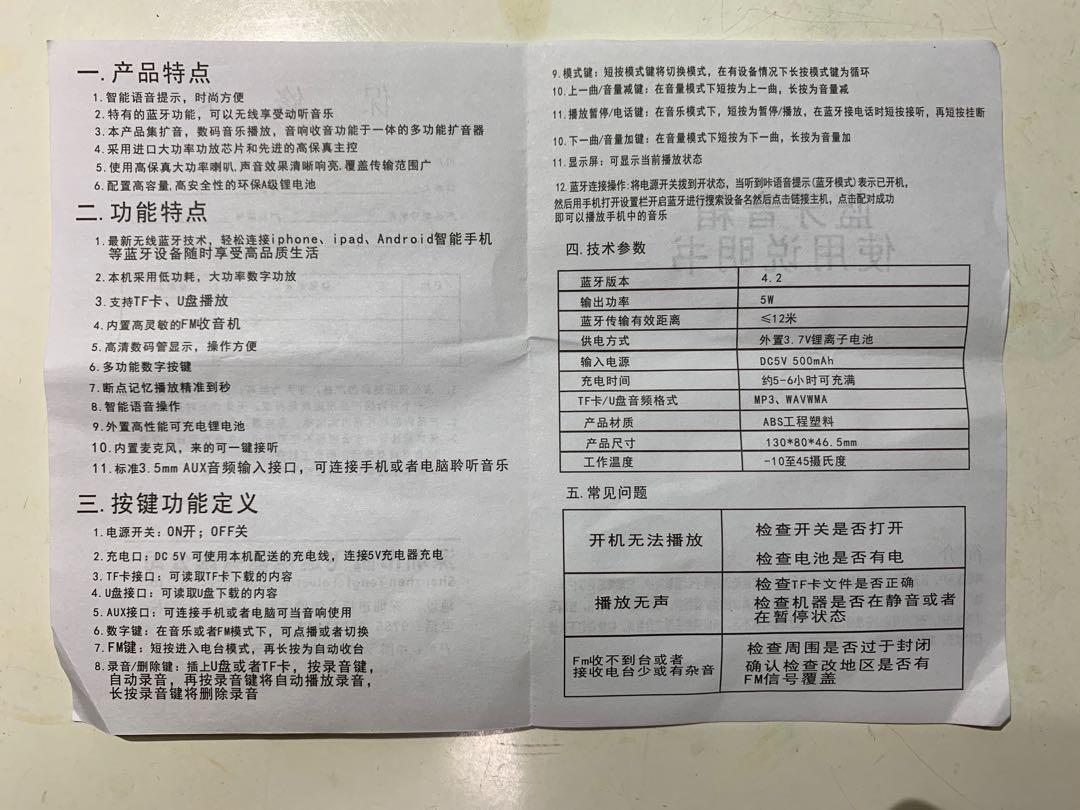 一.产品特点
1.智能语音提示，时尚方便
2.特有的蓝牙功能，可以无线享受动听音乐
3.本产品集扩音，数码音乐播放，音响收音功能于一体的多功能扩音器
4.采用进口大功率功放芯片和先进的高保真主控
5.使用高保真大功率喇叭,声音效果清晰响亮,覆盖传输范围广
6.配置高容量,高安全性的环保A级锂电池
二.功能特点
1.最新无线蓝牙技术，轻松连接iphone、ipad、Android智能手机
等蓝牙设备随时享受高品质生活
2.本机采用低功耗，大功率数字功放
3.支持TF卡、U盘播放
4.内置高灵敏的FM收音机
5.高清数码管显示，操作方便
6.多功能数字按键
7.断点记忆播放精准到秒
8.智能语音操作
9.外置高性能可充电锂电池
10.内置麦克风，来的可一键接听
11.标准3.5mm AUX音频输入接口，可连接手机或者电脑聆听音乐
三.按键功能定义
1.电源开关：ON开；OFF关
2.充电口：DC 5V 可使用本机配送的充电线，连接5V充电器充电
3.TF卡接口：可读取TF卡下载的内容
4.U盘接口：可读取U盘下载的内容
5.AUX接口：可连接手机或者电脑可当音响使用
6.数字键：在音乐或者FM模式下，可点播或者切换
7.FM键：短按进入电台模式，再长按为自动收台
8.录音/删除键：插上U盘或者TF卡，按录音键，
自动录音，再按录音键将自动播放录音，
长按录音键将删除录音
9.模式键：短按模式键将切换模式，在有设备情况下长按模式键为循环
10.上一曲/音量减键：在音量模式下短按为上一曲，长按为音量减
11.播放暂停/电话键：在音乐模式下，短按为暂停/播放，在蓝牙接电话时短按接听，再短按挂断
10.下一曲/音量加键：在音量模式下短按为下一曲，长按为音量加
11.显示屏：可显示当前播放状态
12.蓝牙连接操作:将电源开关拨到开状态，当听到咔语音提示(蓝牙模式)表示已开机，
然后用手机打开设置栏开启蓝牙进行搜索设备名然后点击链接主机，点击配对成功
即可以播放手机中的音乐
四.技术参数
蓝牙版本 4.2
输出功率 5W
蓝牙传输有效距离 ≤12米
供电方式 外置3.7V锂离子电池
输入电源 DC5V 500mAh
充电时间 约5-6小时可充满
TF卡/U盘音频格式 MP3、WAVWMA
产品材质 ABS工程塑料
产品尺寸 130*80*46.5mm
工作温度 -10至45摄氏度
五.常见问题
开机无法播放
检查开关是否打开
检查电池是否有电
播放无声
检查TF卡文件是否正确
检查机器是否在静音或者
在暂停状态
Fm收不到台或者
接收电台少或有杂音
检查周围是否过于封闭
确认检查改地区是否有
FM信号覆盖
蓝牙音箱
使用说明书